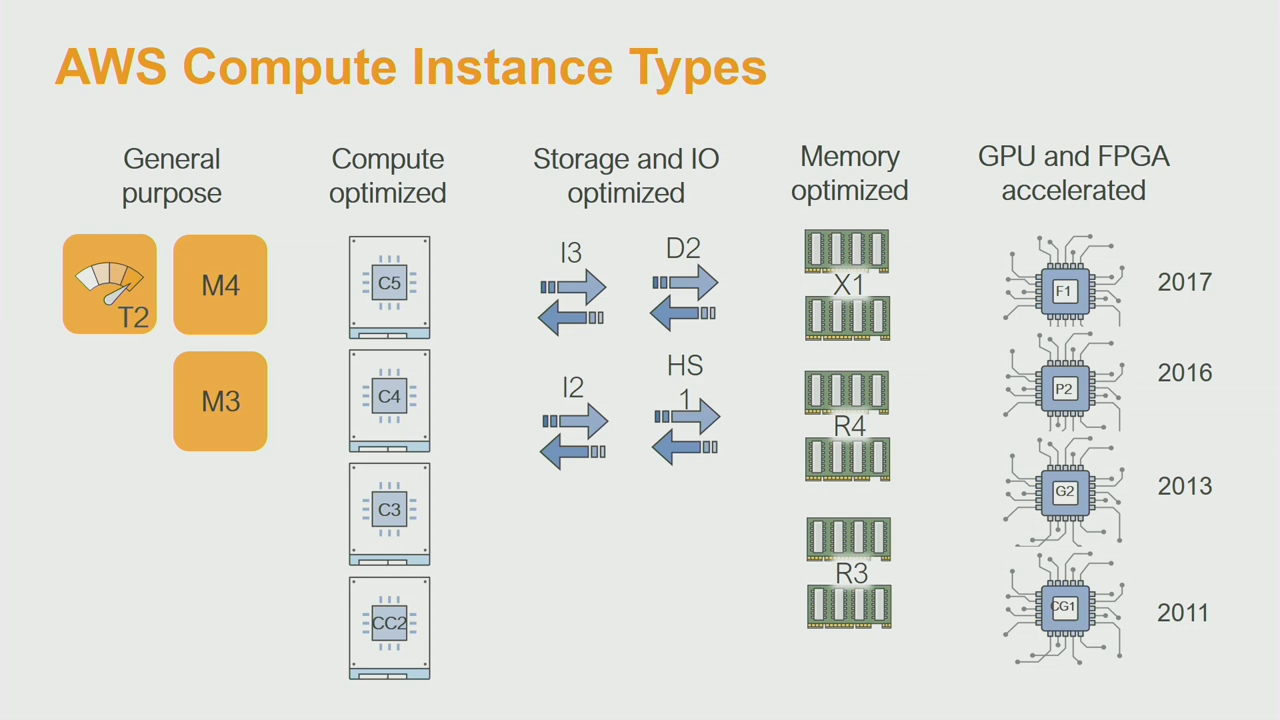 AWS Compute Instance Types
General
purpose
T2
M4
M3
Compute
optimized
C5
C4
C3
CC2
Storage and IO
optimized
I3
D2
I2
HS
1
Memory
optimized
X1
R4
R3
GPU and FPGA
accelerated
F1
2017
P2
2016
G2
2013
CG1
2011